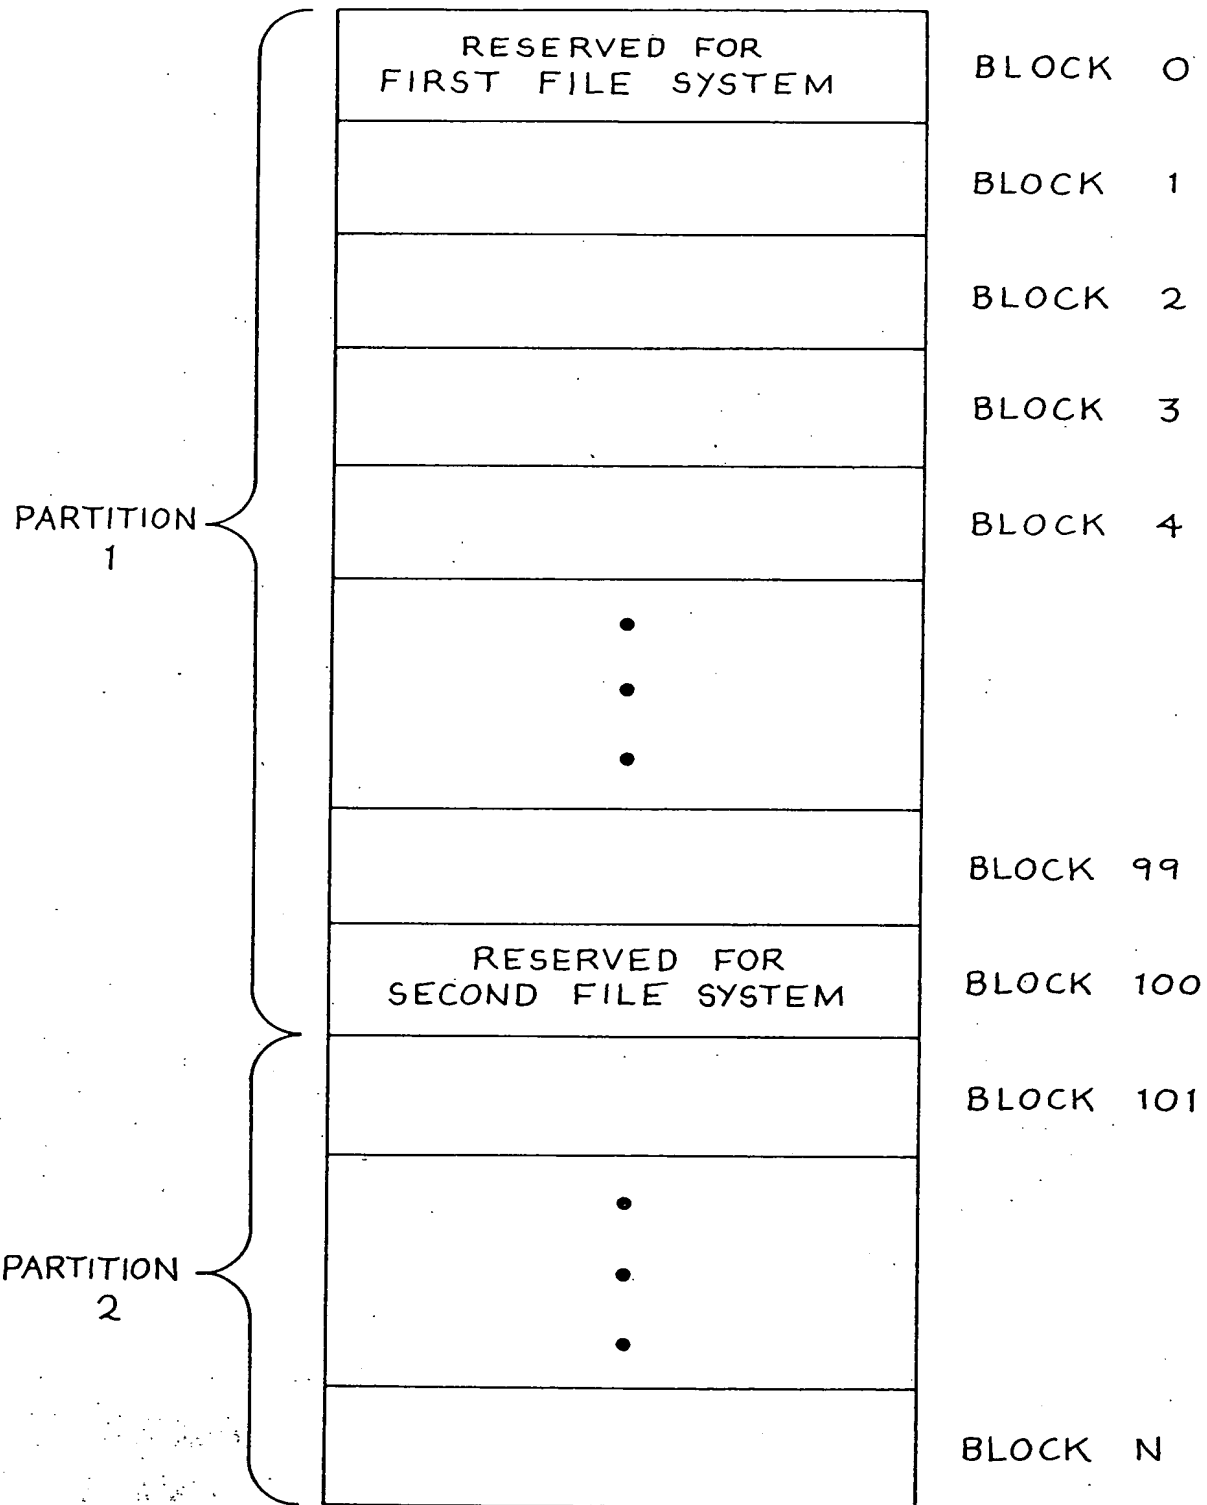 RESERVED FOR
FIRST FILE SYSTEM
BLOCK 0
BLOCK 1
BLOCK 2
BLOCK 3
BLOCK 4
PARTITION
1
BLOCK 99
RESERVED FOR
SECOND FILE SYSTEM
BLOCK 100
BLOCK 101
PARTITION
2
BLOCK N